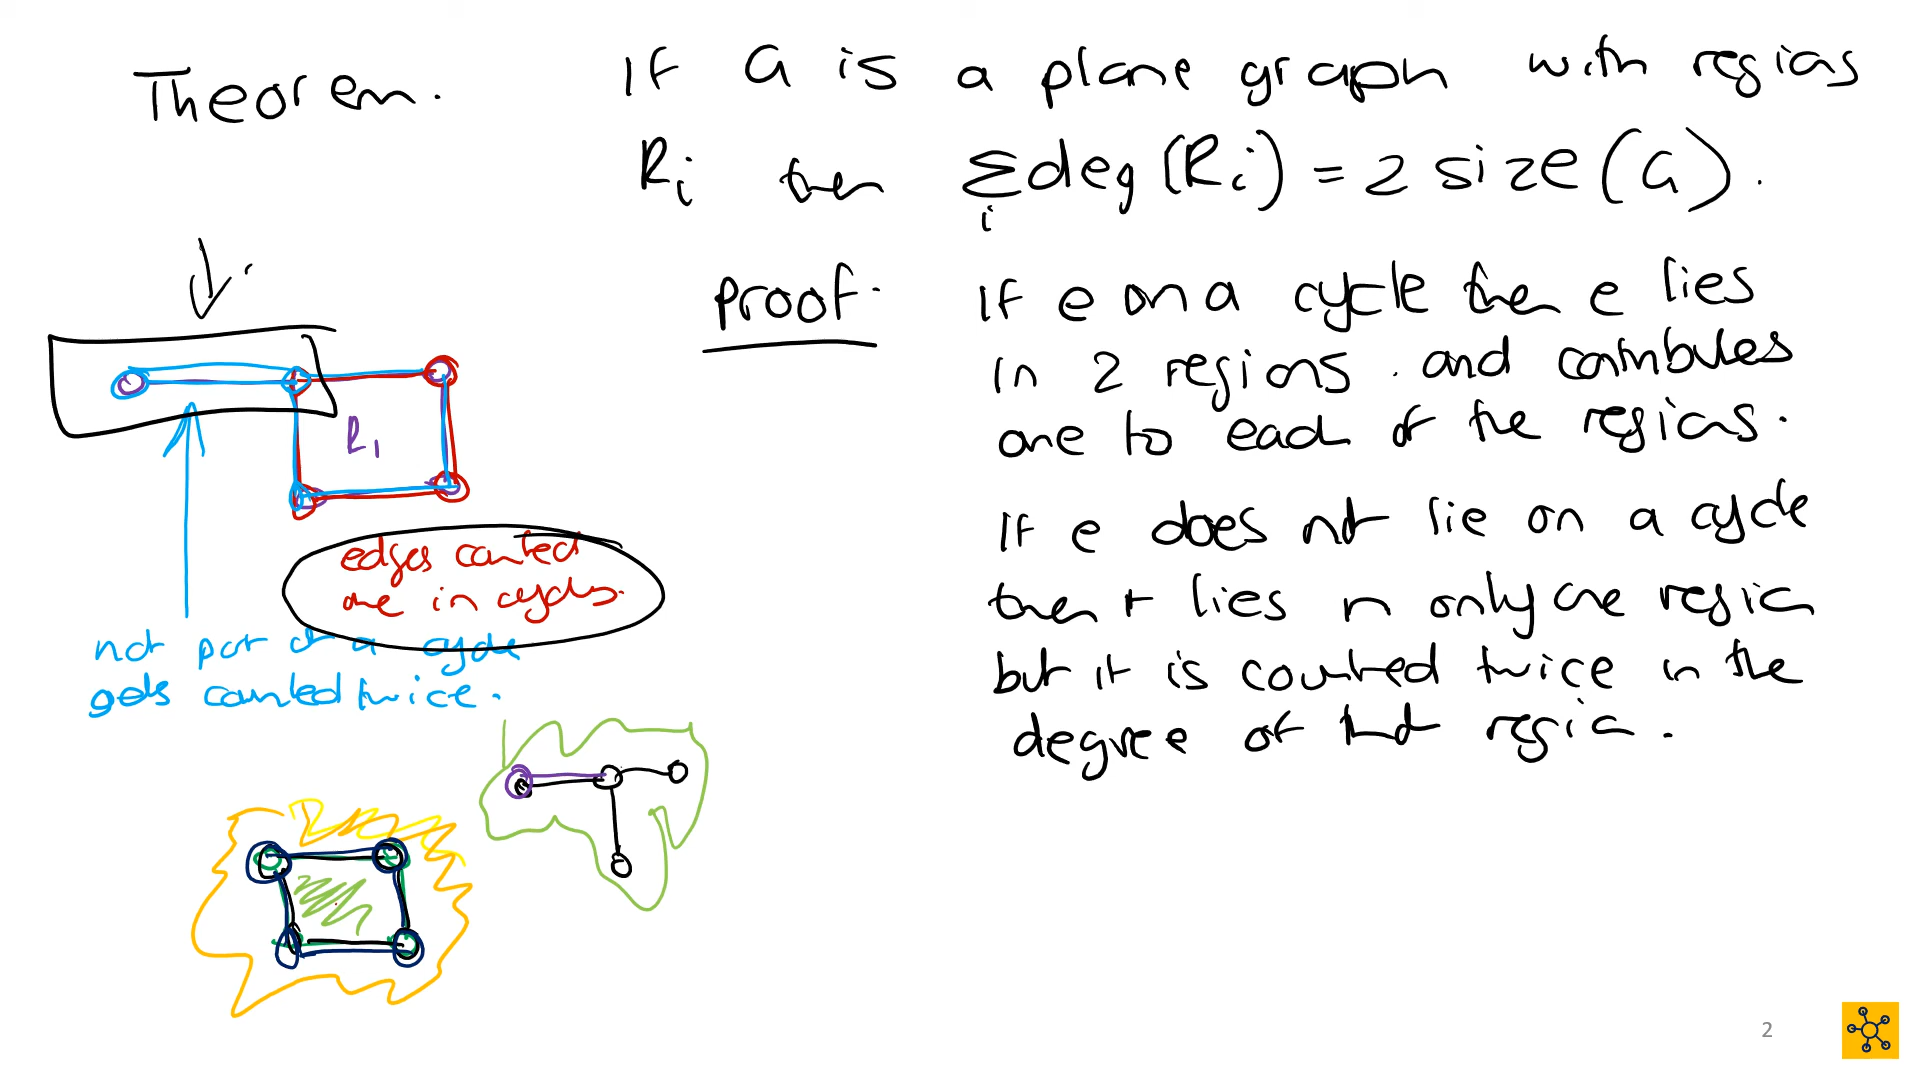 Theorem. If G is a plane graph with regions
Ri then Σ deg(Ri) = 2 size(G).
i
Proof. If e on a cycle then e lies
in 2 regions. and contributes
one to each of the regions.
If e does not lie on a cycle
then it lies in only one region
but it is counted twice in the
degree of that region.
R1
edges counted
one in cycles.
not part of a cycle
gets counted twice.
2